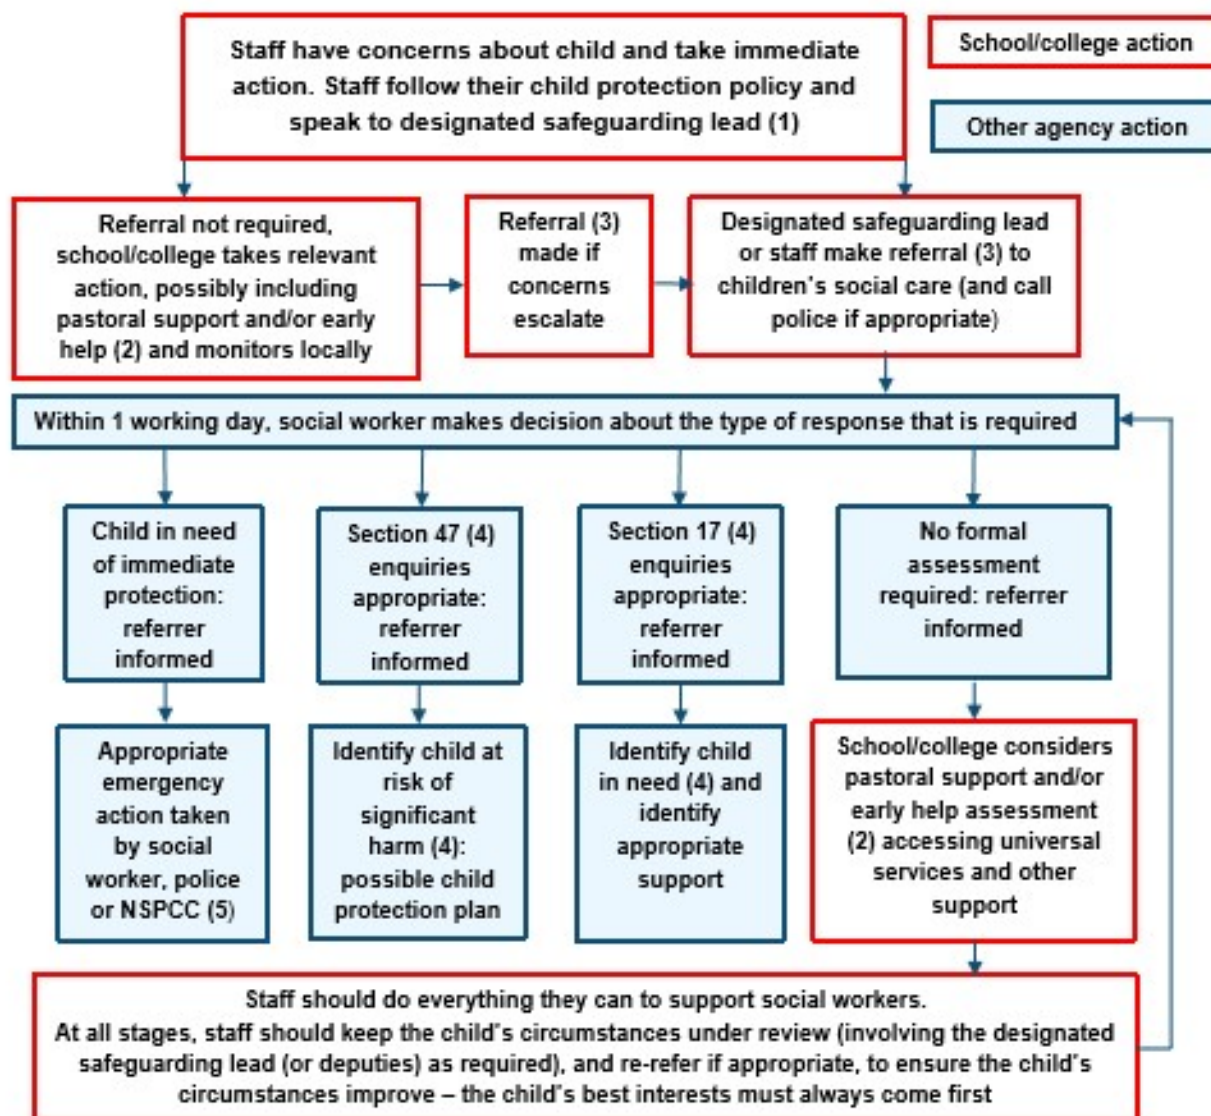 Staff have concerns about child and take immediate
action. Staff follow their child protection policy and
speak to designated safeguarding lead (1)
School/college action
Other agency action
Referral not required,
school/college takes relevant
action, possibly including
pastoral support and/or early
help (2) and monitors locally
Referral (3)
made if
concerns
escalate
Designated safeguarding lead
or staff make referral (3) to
children's social care (and call
police if appropriate)
Within 1 working day, social worker makes decision about the type of response that is required
Child in need
of immediate
protection:
referrer
informed
Section 47 (4)
enquiries
appropriate:
referrer
informed
Section 17 (4)
enquiries
appropriate:
referrer
informed
No formal
assessment
required: referrer
informed
Appropriate
emergency
action taken
by social
worker, police
or NSPCC (5)
Identify child at
risk of
significant
harm (4):
possible child
protection plan
Identify child
in need (4) and
identify
appropriate
support
School/college considers
pastoral support and/or
early help assessment
(2) accessing universal
services and other
support
Staff should do everything they can to support social workers.
At all stages, staff should keep the child's circumstances under review (involving the designated
safeguarding lead (or deputies) as required), and re-refer if appropriate, to ensure the child's
circumstances improve – the child's best interests must always come first